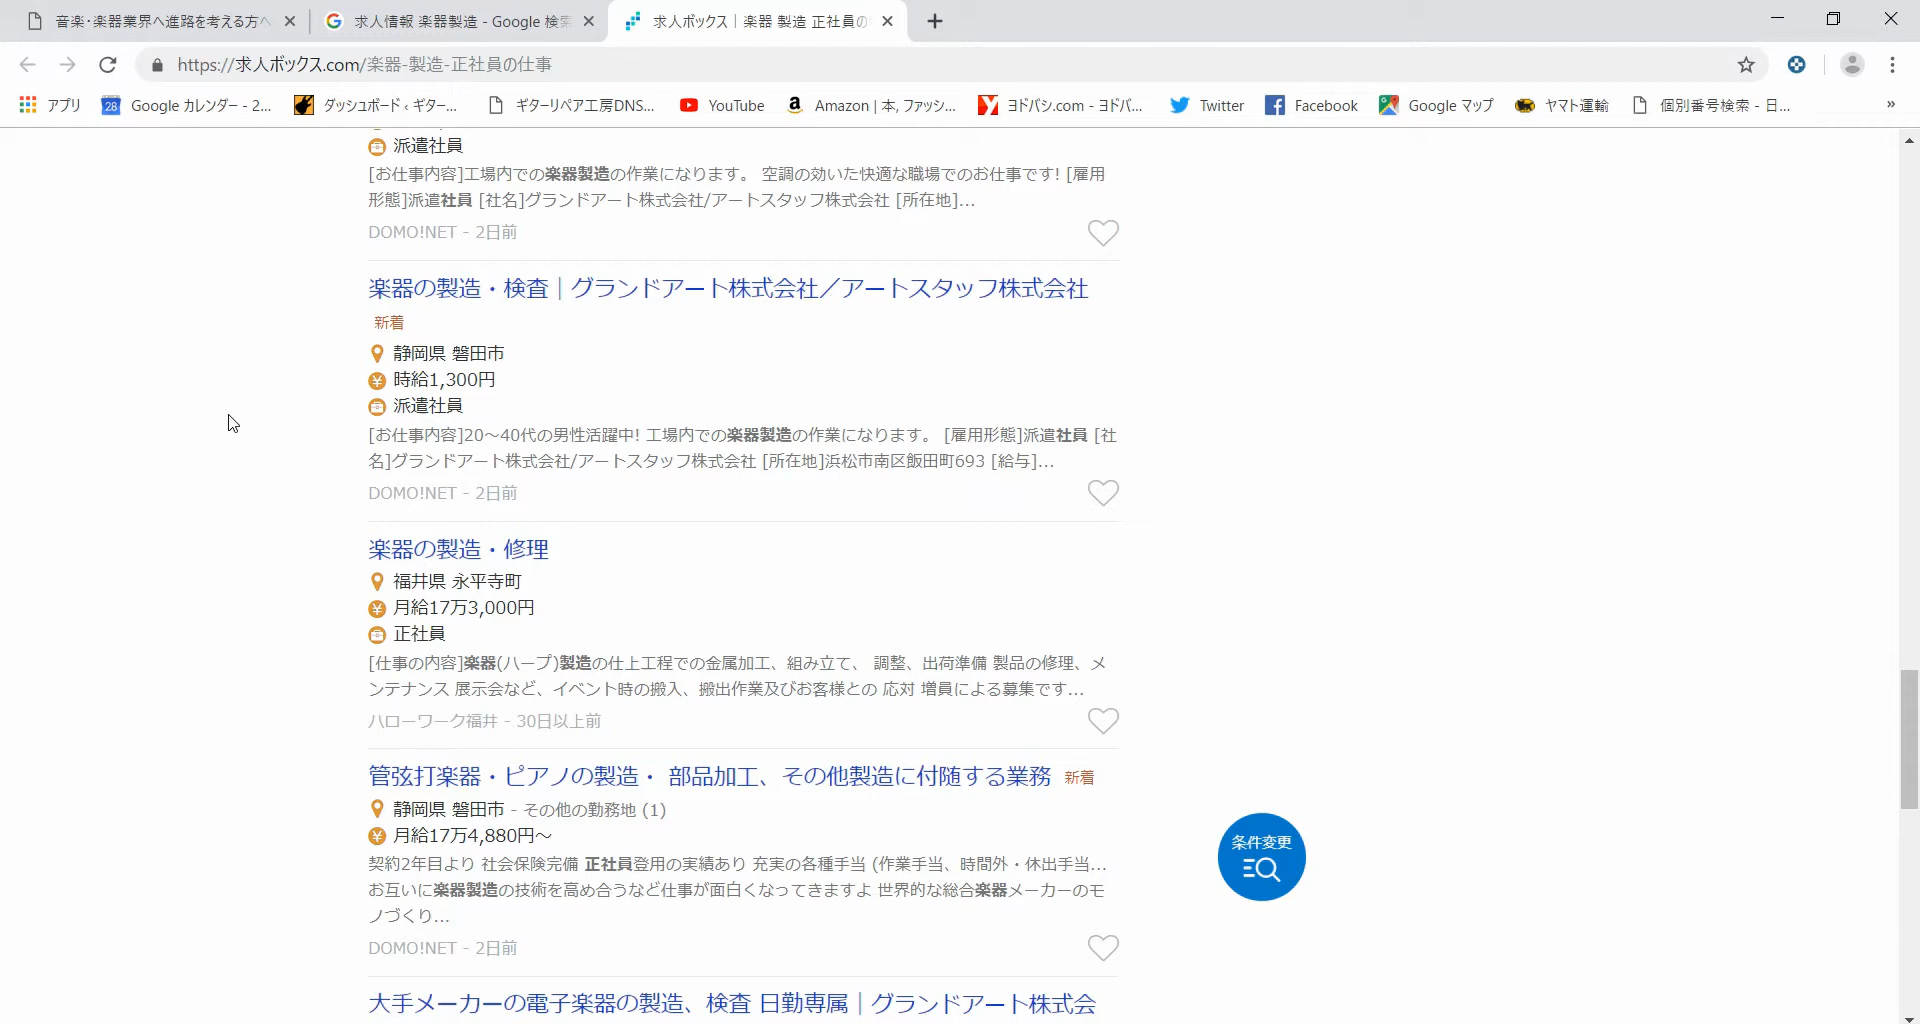 音楽･楽器業界へ進路を考える方へ
求人情報 楽器製造 - Google 検索
求人ボックス｜楽器 製造 正社員の
https://求人ボックス.com/楽器-製造-正社員の仕事
アプリ
28
Google カレンダー - 2...
ダッシュボード ‹ ギター...
ギターリペア工房DNS...
YouTube
Amazon | 本, ファッシ...
ヨドバシ.com - ヨドバ...
Twitter
Facebook
Google マップ
ヤマト運輸
個別番号検索 - 日...
»
派遣社員
[お仕事内容]工場内での楽器製造の作業になります。 空調の効いた快適な職場でのお仕事です! [雇用
形態]派遣社員 [社名]グランドアート株式会社/アートスタッフ株式会社 [所在地]...
DOMO!NET - 2日前
楽器の製造・検査｜グランドアート株式会社／アートスタッフ株式会社
新着
静岡県 磐田市
時給1,300円
派遣社員
[お仕事内容]20～40代の男性活躍中! 工場内での楽器製造の作業になります。 [雇用形態]派遣社員 [社
名]グランドアート株式会社/アートスタッフ株式会社 [所在地]浜松市南区飯田町693 [給与]...
DOMO!NET - 2日前
楽器の製造・修理
福井県 永平寺町
月給17万3,000円
正社員
[仕事の内容]楽器(ハープ)製造の仕上工程での金属加工、組み立て、 調整、出荷準備 製品の修理、メ
ンテナンス 展示会など、イベント時の搬入、搬出作業及びお客様との 応対 増員による募集です...
ハローワーク福井 - 30日以上前
管弦打楽器・ピアノの製造・ 部品加工、その他製造に付随する業務 新着
静岡県 磐田市 - その他の勤務地 (1)
月給17万4,880円～
契約2年目より 社会保険完備 正社員登用の実績あり 充実の各種手当 (作業手当、時間外・休出手当...
お互いに楽器製造の技術を高め合うなど仕事が面白くなってきますよ 世界的な総合楽器メーカーのモ
ノづくり...
DOMO!NET - 2日前
条件変更
大手メーカーの電子楽器の製造、検査 日勤専属｜グランドアート株式会